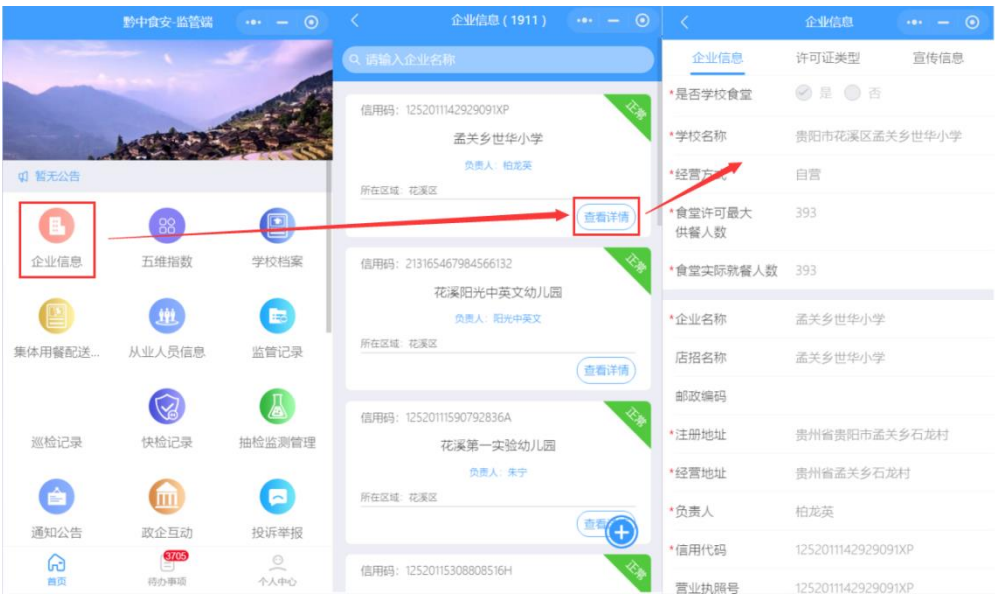 黔中食安-监管端
暂无公告
企业信息
五维指数
学校档案
集体用餐配送...
从业人员信息
监管记录
巡检记录
快检记录
抽检监测管理
通知公告
政企互动
投诉举报
首页
3705
待办事项
个人中心
企业信息(1911)
请输入企业名称
信用码: 1252011142929091XP
正常
孟关乡世华小学
负责人: 柏龙英
所在区域: 花溪区
查看详情
信用码: 213165467984566132
正常
花溪阳光中英文幼儿园
负责人: 阳光中英文
所在区域: 花溪区
查看详情
信用码: 12520111590792836A
正常
花溪第一实验幼儿园
负责人: 朱宁
所在区域: 花溪区
查看
信用码: 12520115308808516H
正常
企业信息
企业信息 许可证类型 宣传信息
*是否学校食堂 是 否
*学校名称 贵阳市花溪区孟关乡世华小学
*经营方式 自营
*食堂许可最大
供餐人数 393
*食堂实际就餐人数 393
*企业名称 孟关乡世华小学
店招名称 孟关乡世华小学
邮政编码
*注册地址 贵州省贵阳市孟关乡石龙村
*经营地址 贵州省孟关乡石龙村
*负责人 柏龙英
*信用代码 1252011142929091XP
营业执照号 1252011142929091XP